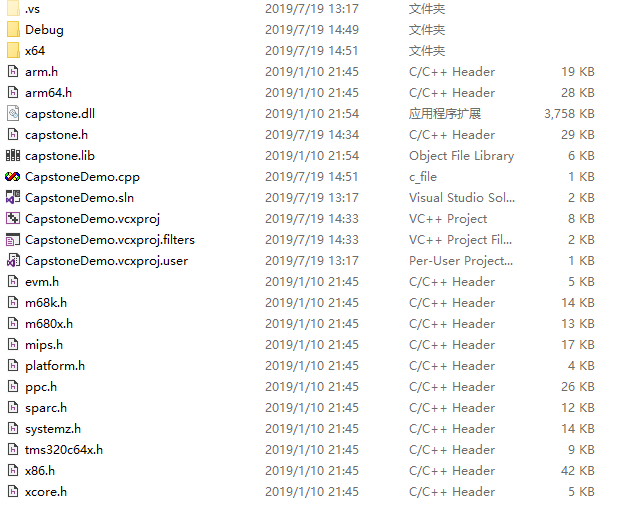 .vs 2019/7/19 13:17 文件夹
Debug 2019/7/19 14:49 文件夹
x64 2019/7/19 14:51 文件夹
arm.h 2019/1/10 21:45 C/C++ Header 19 KB
arm64.h 2019/1/10 21:45 C/C++ Header 28 KB
capstone.dll 2019/1/10 21:54 应用程序扩展 3,758 KB
capstone.h 2019/7/19 14:34 C/C++ Header 29 KB
capstone.lib 2019/1/10 21:54 Object File Library 6 KB
CapstoneDemo.cpp 2019/7/19 14:51 c_file 1 KB
CapstoneDemo.sln 2019/7/19 13:17 Visual Studio Sol... 2 KB
CapstoneDemo.vcxproj 2019/7/19 14:33 VC++ Project 8 KB
CapstoneDemo.vcxproj.filters 2019/7/19 14:33 VC++ Project Fil... 2 KB
CapstoneDemo.vcxproj.user 2019/7/19 13:17 Per-User Project... 1 KB
evm.h 2019/1/10 21:45 C/C++ Header 5 KB
m68k.h 2019/1/10 21:45 C/C++ Header 14 KB
m680x.h 2019/1/10 21:45 C/C++ Header 13 KB
mips.h 2019/1/10 21:45 C/C++ Header 17 KB
platform.h 2019/1/10 21:45 C/C++ Header 4 KB
ppc.h 2019/1/10 21:45 C/C++ Header 26 KB
sparc.h 2019/1/10 21:45 C/C++ Header 12 KB
systemz.h 2019/1/10 21:45 C/C++ Header 14 KB
tms320c64x.h 2019/1/10 21:45 C/C++ Header 9 KB
x86.h 2019/1/10 21:45 C/C++ Header 42 KB
xcore.h 2019/1/10 21:45 C/C++ Header 5 KB